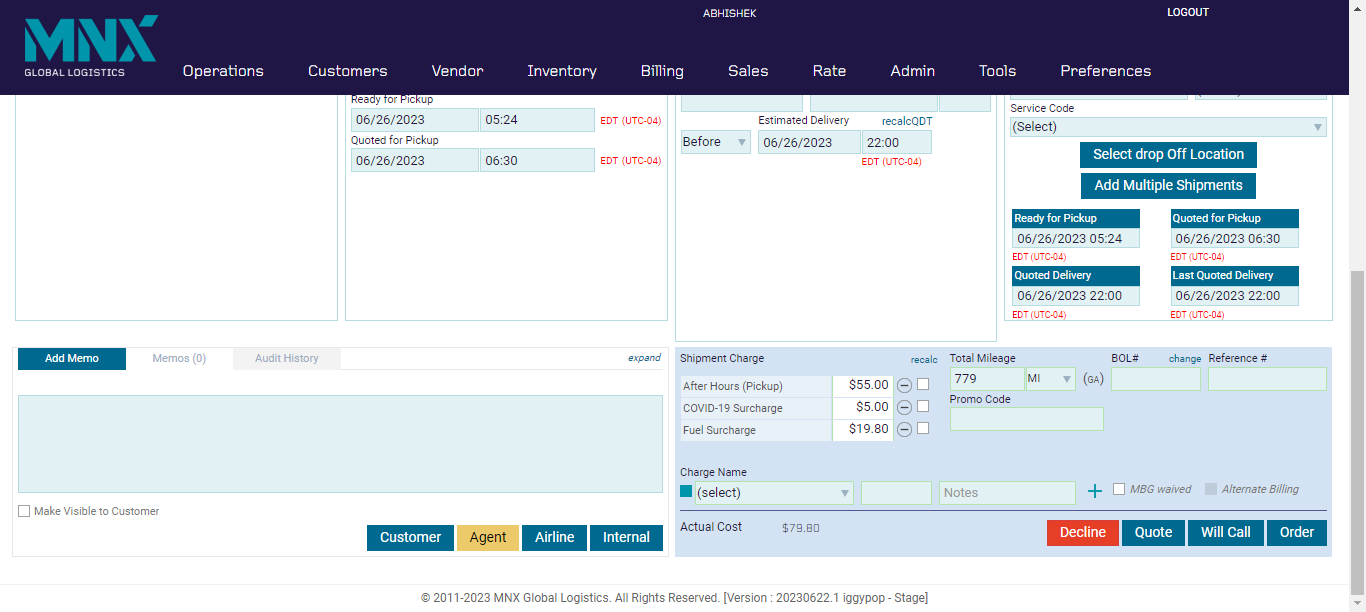 MNX
GLOBAL LOGISTICS
ABHISHEK
LOGOUT
Operations Customers Vendor Inventory Billing Sales Rate Admin Tools Preferences
Ready for Pickup
06/26/2023 05:24 EDT (UTC-04)
Quoted for Pickup
06/26/2023 06:30 EDT (UTC-04)
Estimated Delivery recalcQDT
Before 06/26/2023 22:00
EDT (UTC-04)
Service Code
(Select)
Select drop Off Location
Add Multiple Shipments
Ready for Pickup Quoted for Pickup
06/26/2023 05:24 06/26/2023 06:30
EDT (UTC-04) EDT (UTC-04)
Quoted Delivery Last Quoted Delivery
06/26/2023 22:00 06/26/2023 22:00
EDT (UTC-04) EDT (UTC-04)
Add Memo Memos (0) Audit History expand
Make Visible to Customer
Customer Agent Airline Internal
Shipment Charge recalc
After Hours (Pickup) $55.00
COVID-19 Surcharge $5.00
Fuel Surcharge $19.80
Total Mileage BOL# change Reference #
779 MI (GA)
Promo Code
Charge Name
(select) Notes MBG waived Alternate Billing
Actual Cost $79.80
Decline Quote Will Call Order
© 2011-2023 MNX Global Logistics. All Rights Reserved. [Version : 20230622.1 iggypop - Stage]